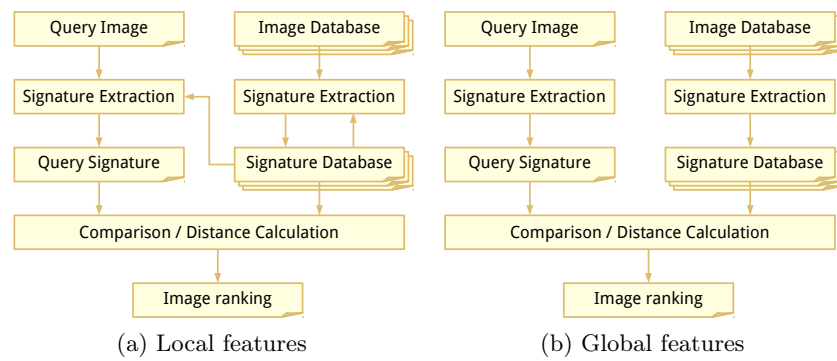 Query Image
Image Database
Signature Extraction
Signature Extraction
Query Signature
Signature Database
Comparison / Distance Calculation
Image ranking
(a) Local features
Query Image
Image Database
Signature Extraction
Signature Extraction
Query Signature
Signature Database
Comparison / Distance Calculation
Image ranking
(b) Global features